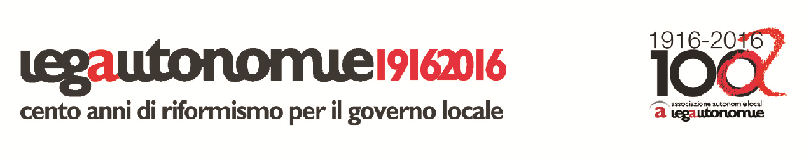 legautonomie19162016
cento anni di riformismo per il governo locale
1916-2016
100
associazione autonomie locali
a legautonomie